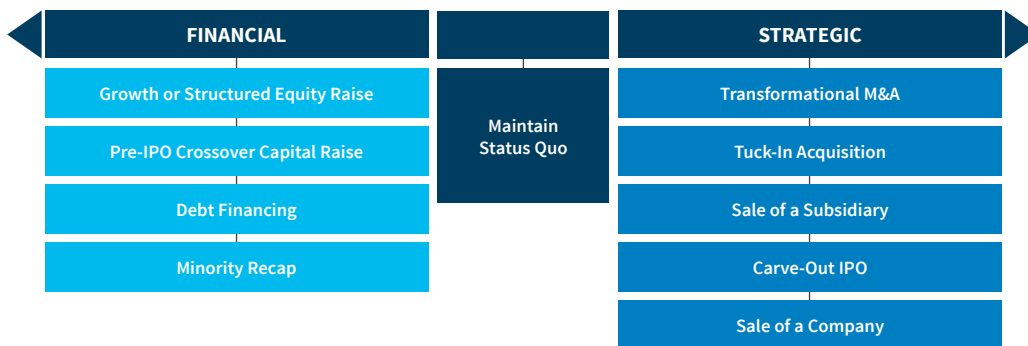 FINANCIAL
Growth or Structured Equity Raise
Pre-IPO Crossover Capital Raise
Debt Financing
Minority Recap
Maintain
Status Quo
STRATEGIC
Transformational M&A
Tuck-In Acquisition
Sale of a Subsidiary
Carve-Out IPO
Sale of a Company